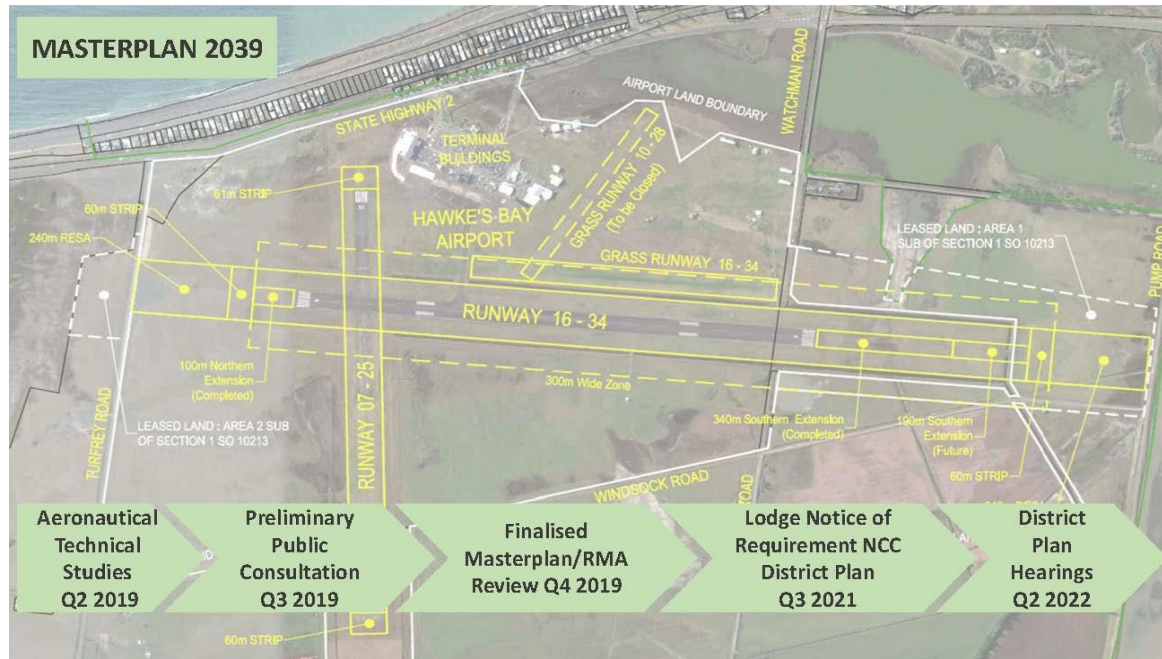 MASTERPLAN 2039
STATE HIGHWAY 2
TERMINAL
BUILDINGS
AIRPORT LAND BOUNDARY
WATCHMAN ROAD
61m STRIP
60m STRIP
240m RESA
HAWKE'S BAY
AIRPORT
GRASS RUNWAY 10 - 28
(To be Closed)
GRASS RUNWAY 16 - 34
LEASED LAND : AREA 1
SUB OF SECTION 1 SO 10213
PUMP ROAD
RUNWAY 16 - 34
100m Northern
Extension
(Completed)
300m WIDE ZONE
LEASED LAND : AREA 2 SUB
OF SECTION 1 SO 10213
TURFREY ROAD
RUNWAY 07 - 25
340m Southern Extension
(Completed)
190m Southern
Extension
(Future)
60m STRIP
WINDSOCK ROAD
ROAD
Aeronautical
Technical
Studies
Q2 2019
Preliminary
Public
Consultation
Q3 2019
Finalised
Masterplan/RMA
Review Q4 2019
Lodge Notice of
Requirement NCC
District Plan
Q3 2021
District
Plan
Hearings
Q2 2022
60m STRIP